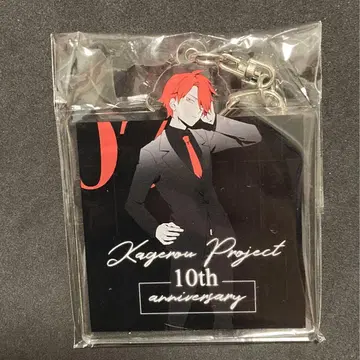 Kagerou Project
10th
anniversary